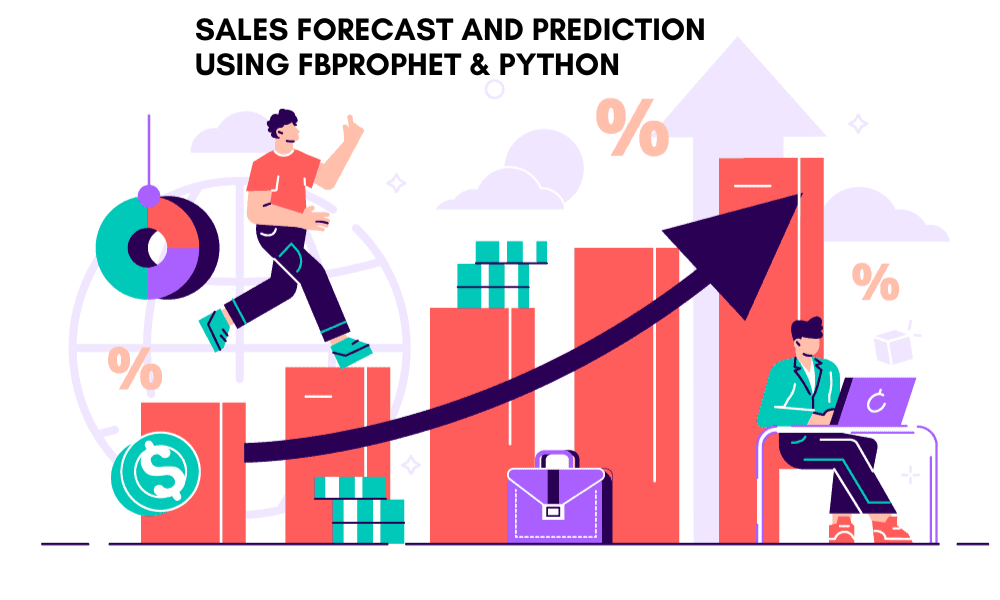 SALES FORECAST AND PREDICTION
USING FBPROPHET & PYTHON
%
%
%
$